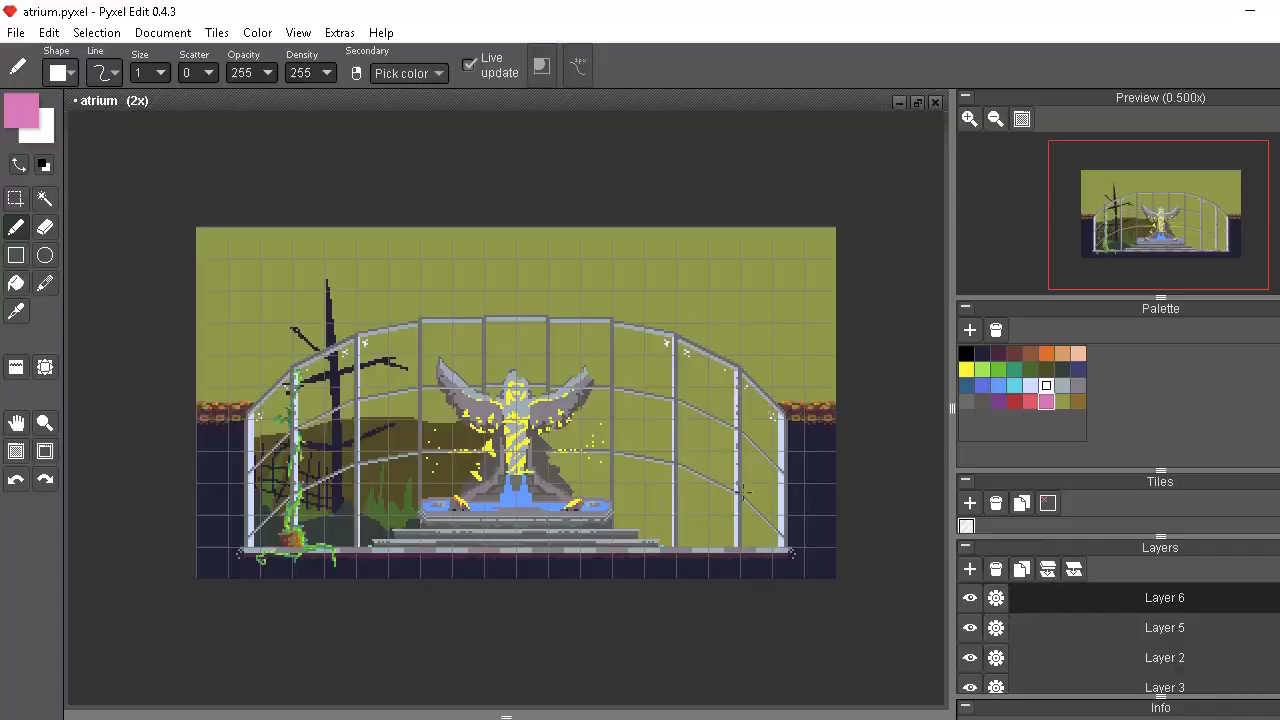 atrium.pyxel - Pyxel Edit 0.4.3
File Edit Selection Document Tiles Color View Extras Help
Shape Line Size Scatter Opacity Density Secondary
1 0 255 255 Pick color Live update
• atrium (2x)
Preview (0.500x)
Palette
Tiles
Layers
Layer 6
Layer 5
Layer 2
Layer 3
Info